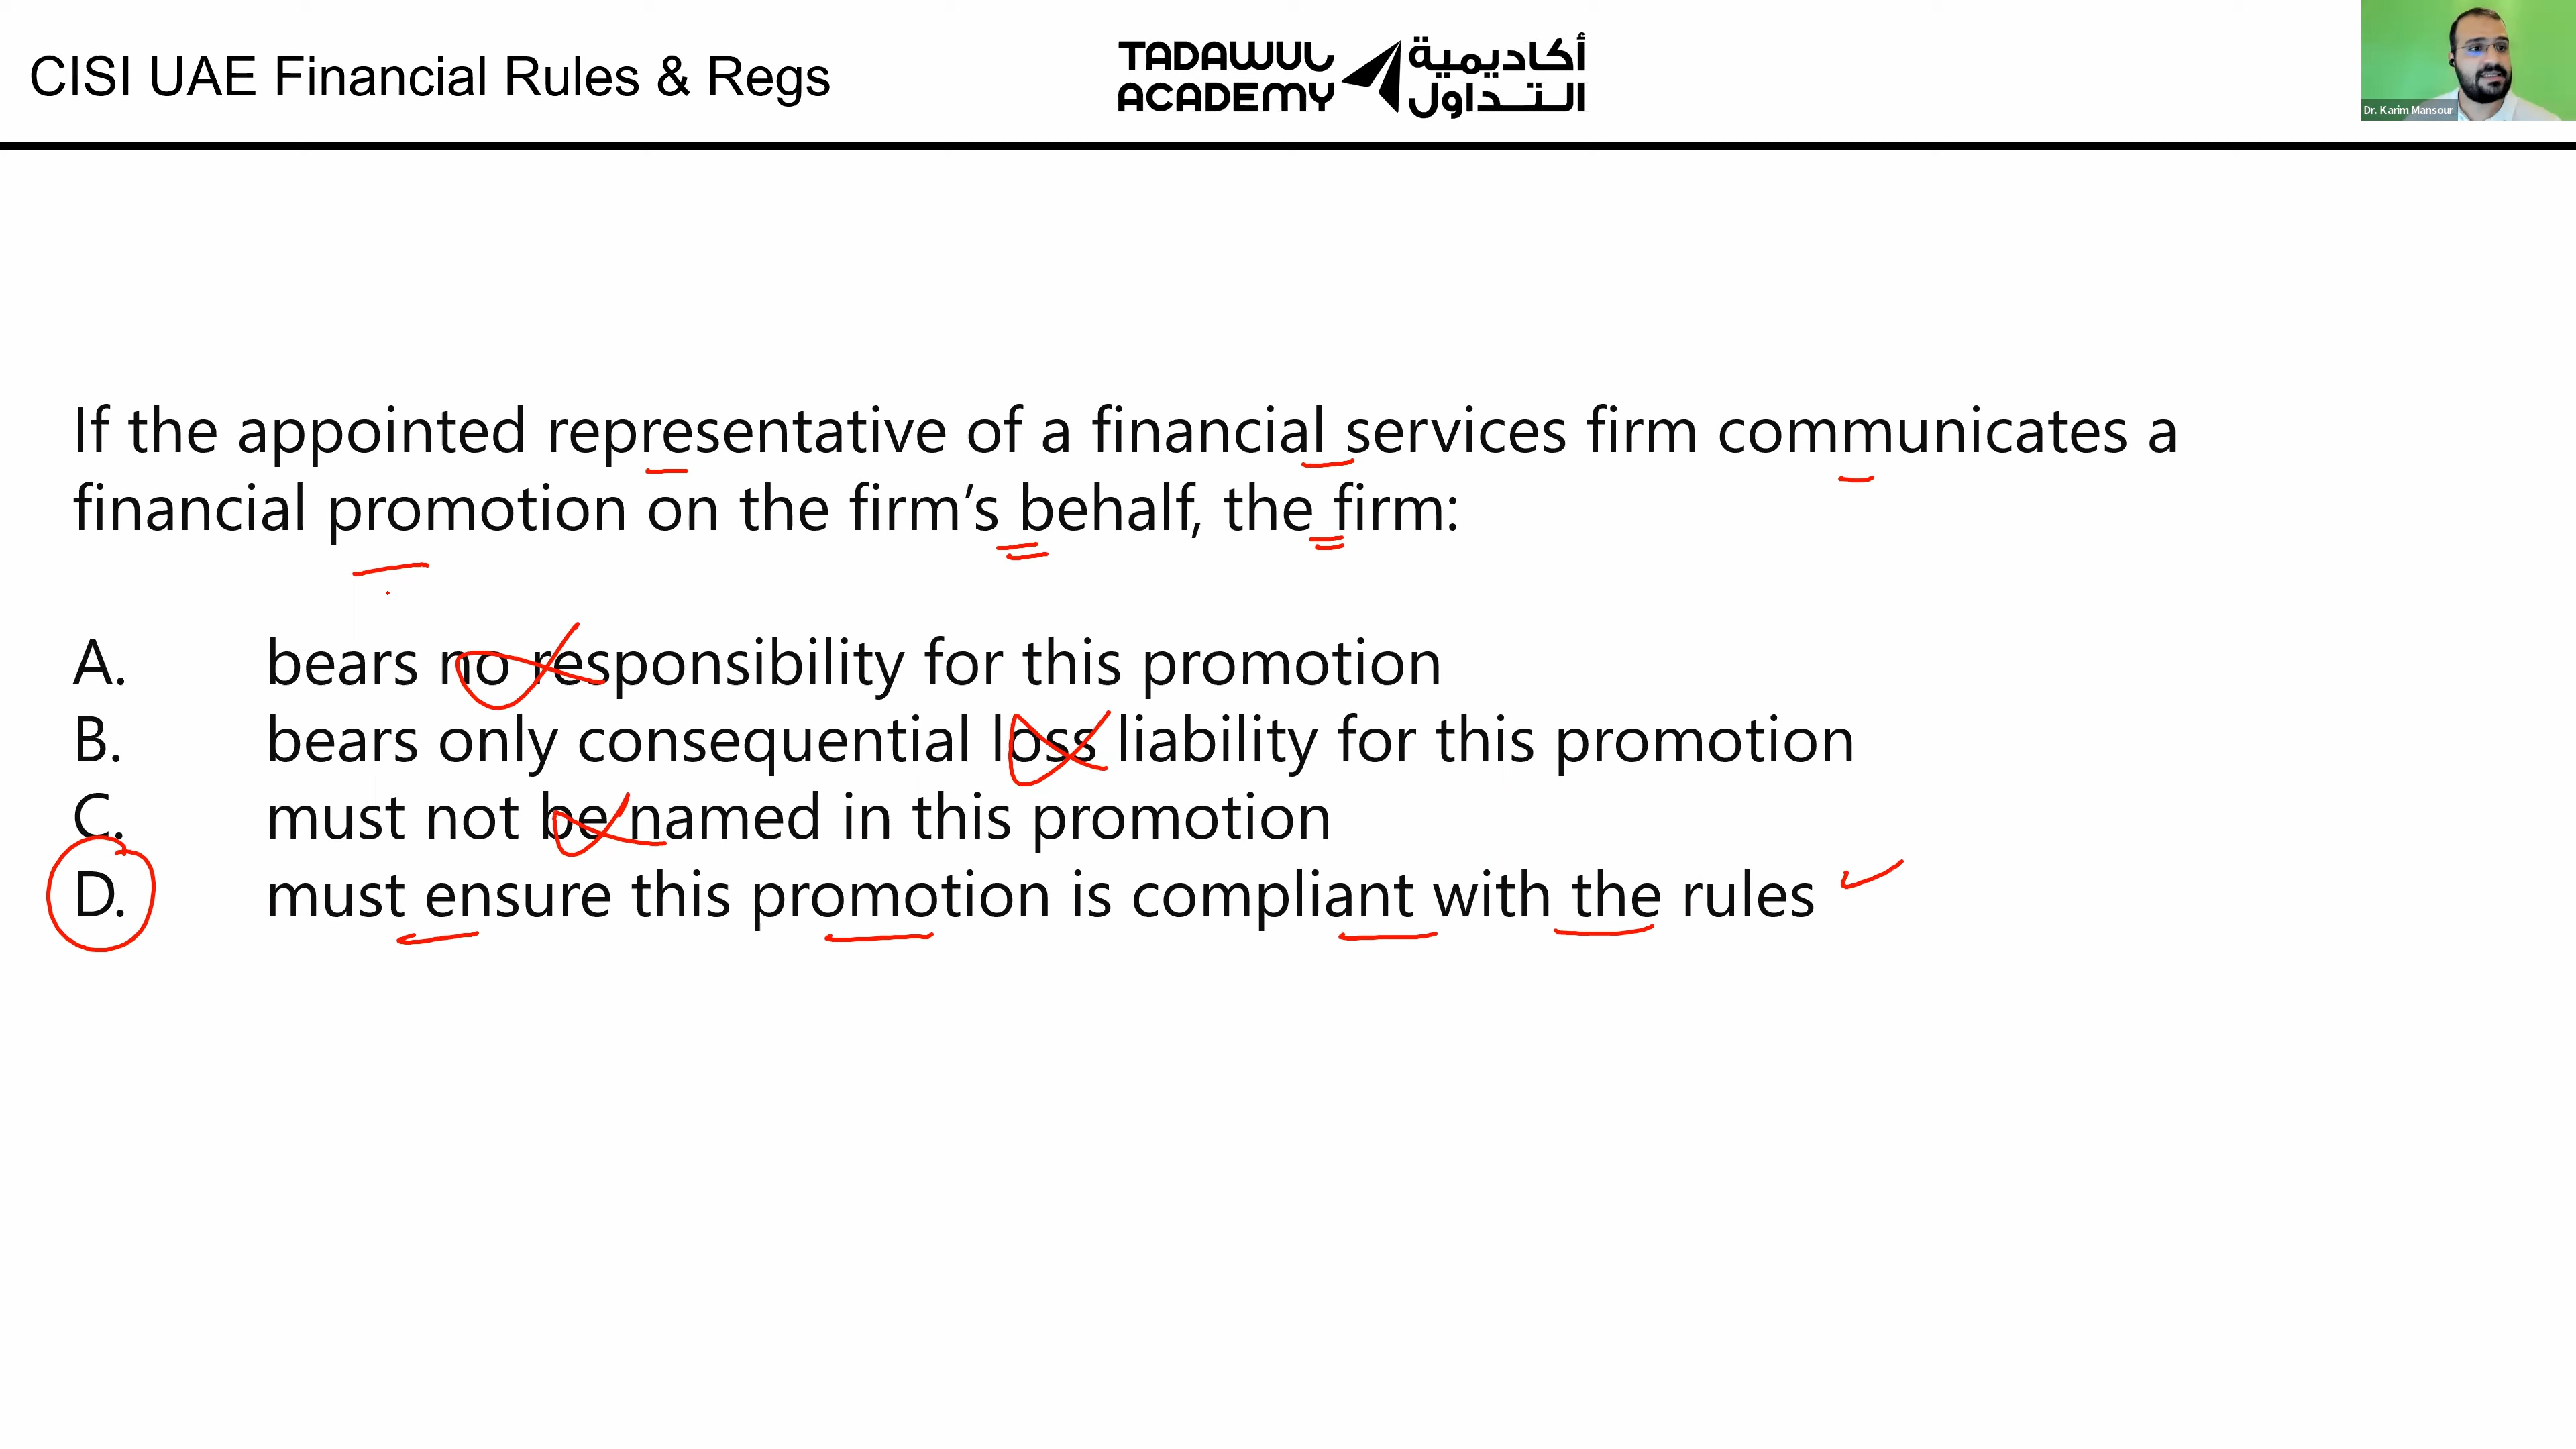 CISI UAE Financial Rules & Regs
TADAWUL
ACADEMY
أكاديمية
التداول
Dr. Karim Mansour
If the appointed representative of a financial services firm communicates a
financial promotion on the firm’s behalf, the firm:
A. bears no responsibility for this promotion
B. bears only consequential loss liability for this promotion
C. must not be named in this promotion
D. must ensure this promotion is compliant with the rules